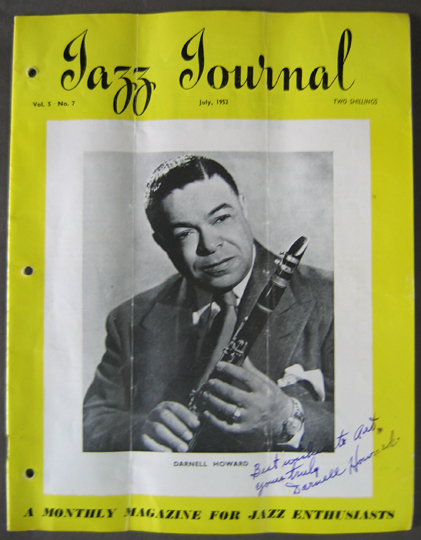 Jazz Journal
Vol. 5 No. 7 July, 1952 TWO SHILLINGS
DARNELL HOWARD
Best wishes to Art,
yours truly
Darnell Howard
A MONTHLY MAGAZINE FOR JAZZ ENTHUSIASTS